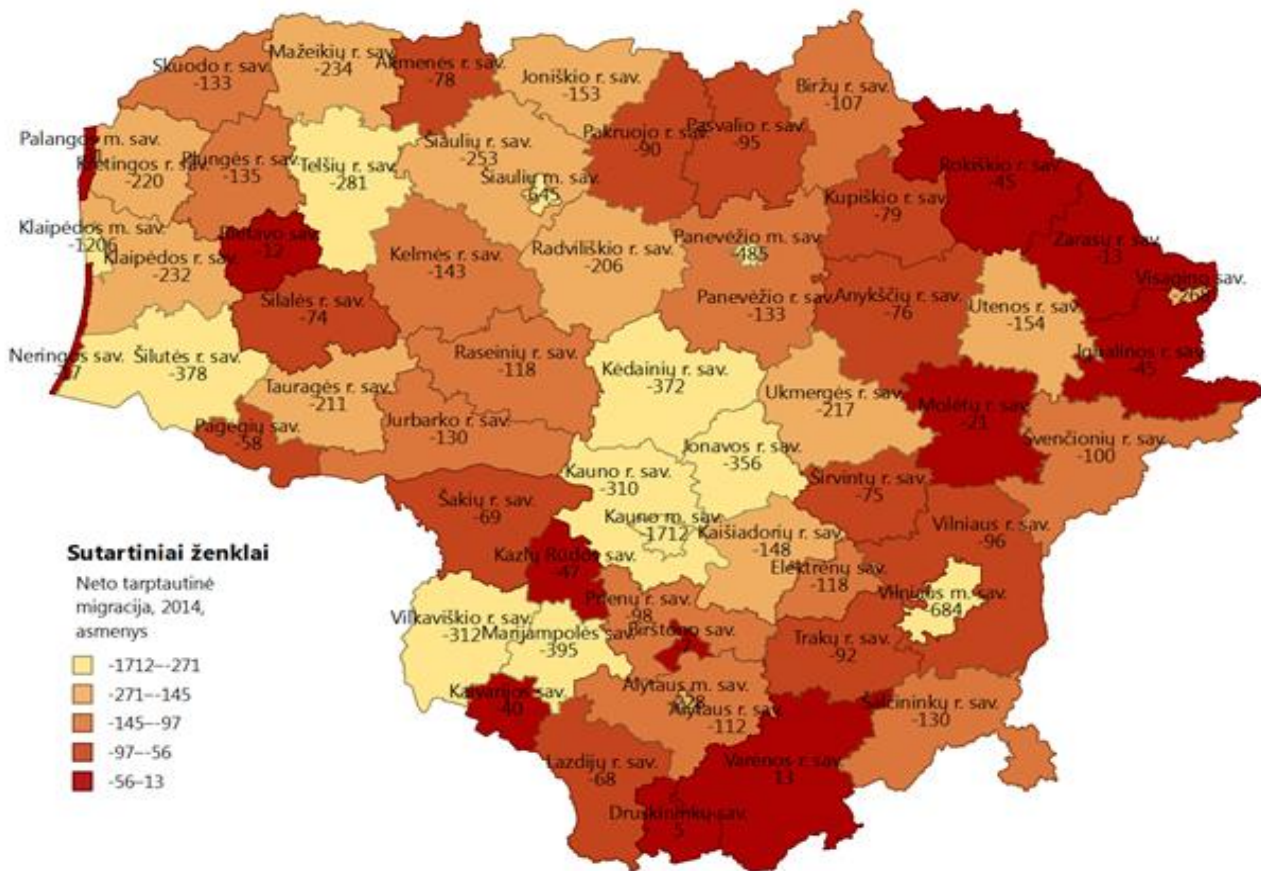 Skuodo r. sav.
-133
Mažeikių r. sav.
-234
Akmenės r. sav.
-78
Joniškio r. sav.
-153
Biržų r. sav.
-107
Palangos m. sav.
Kretingos r. sav.
-220
Plungės r. sav.
-135
Telšių r. sav.
-281
Šiaulių r. sav.
-253
Šiaulių m. sav.
-645
Pakruojo r. sav.
-90
Pasvalio r. sav.
-95
Rokiškio r. sav.
-45
Kupiškio r. sav.
-79
Klaipėdos m. sav.
-1206
Klaipėdos r. sav.
-232
Rietavo sav.
-12
Kelmės r. sav.
-143
Radviliškio r. sav.
-206
Panevėžio m. sav.
-485
Panevėžio r. sav.
-133
Anykščių r. sav.
-76
Zarasų r. sav.
-13
Visagino sav.
Utenos r. sav.
-154
Ignalinos r. sav.
-45
Šilalės r. sav.
-74
Neringos sav.
Šilutės r. sav.
-378
Tauragės r. sav.
-211
Raseinių r. sav.
-118
Kėdainių r. sav.
-372
Ukmergės r. sav.
-217
Molėtų r. sav.
-21
Švenčionių r. sav.
-100
Pagėgių sav.
-58
Jurbarko r. sav.
-130
Jonavos r. sav.
-356
Kauno r. sav.
-310
Širvintų r. sav.
-75
Šakių r. sav.
-69
Kauno m. sav.
-1712
Kaišiadorių r. sav.
-148
Vilniaus r. sav.
-96
Kazlų Rūdos sav.
-47
Elektrėnų sav.
-118
Vilniaus m. sav.
-684
Prienų r. sav.
-98
Vilkaviškio r. sav.
-312
Marijampolės sav.
-395
Birštono sav.
Trakų r. sav.
-92
Kalvarijos sav.
-40
Alytaus m. sav.
Alytaus r. sav.
-112
Šalčininkų r. sav.
-130
Lazdijų r. sav.
-68
Varėnos r. sav.
13
Druskininkų sav.
5
Sutartiniai ženklai
Neto tarptautinė
migracija, 2014,
asmenys
-1712–-271
-271–-145
-145–-97
-97–-56
-56–13